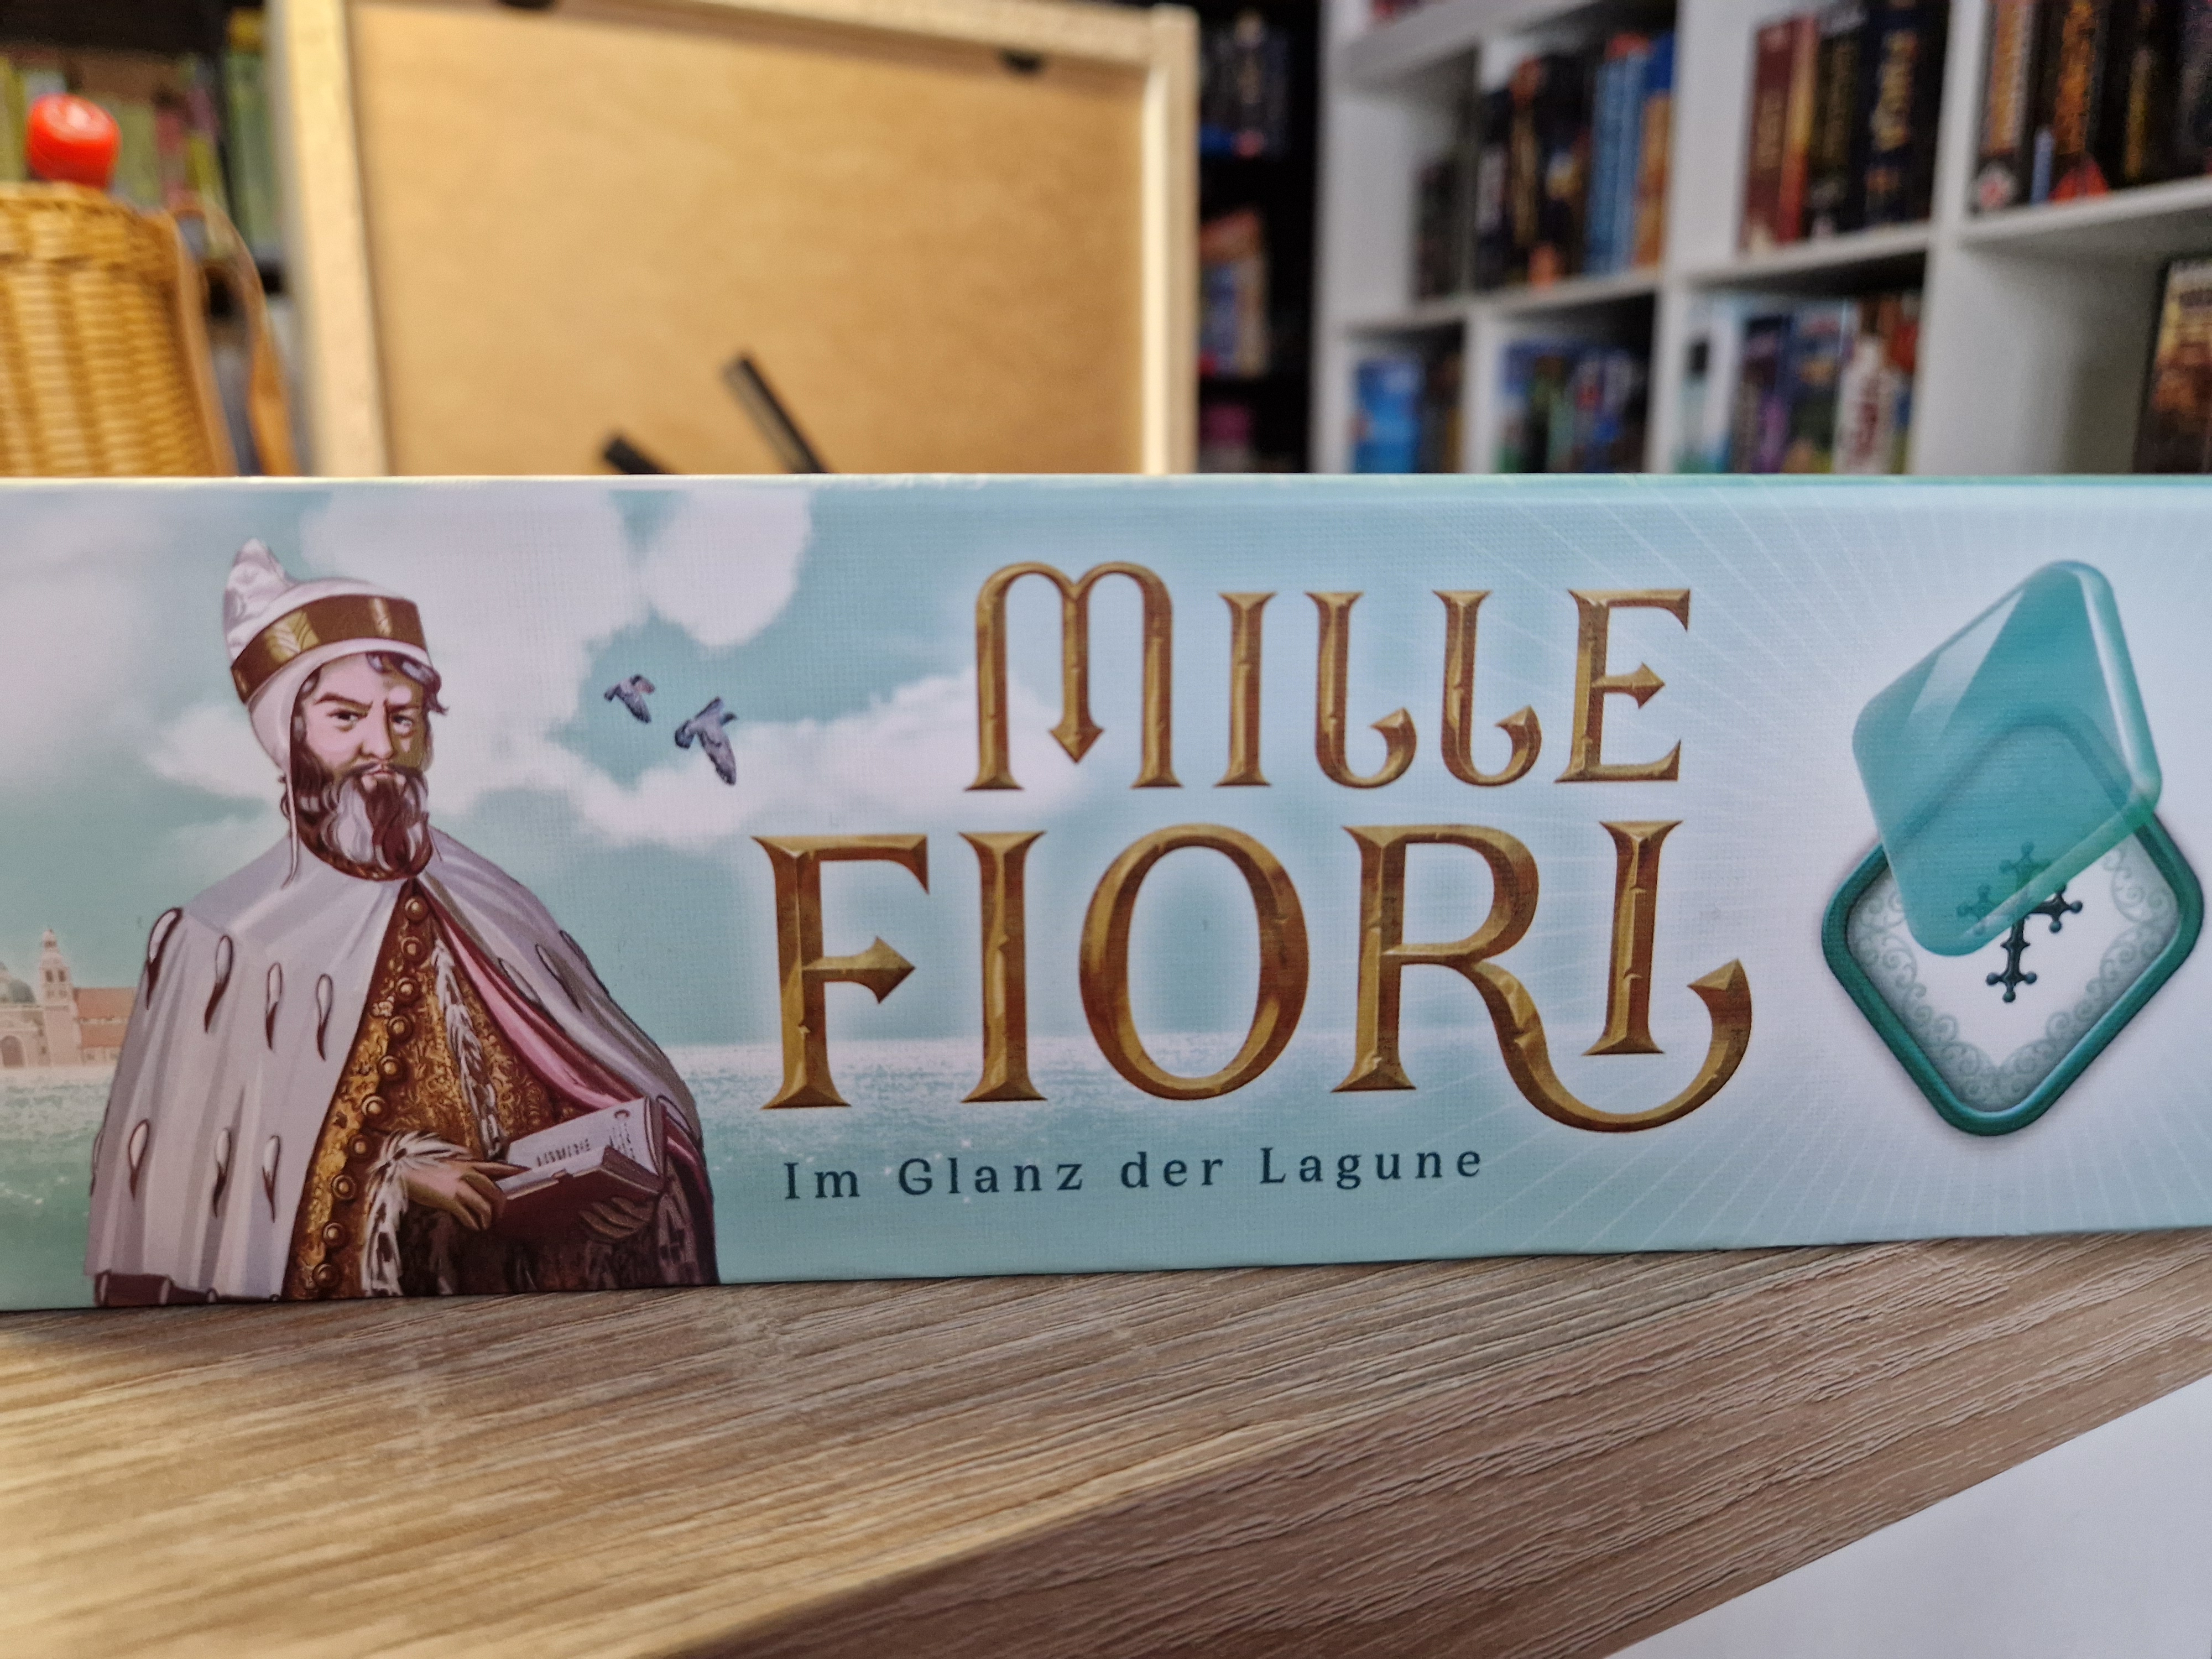 MILLE
FIORI
Im Glanz der Lagune